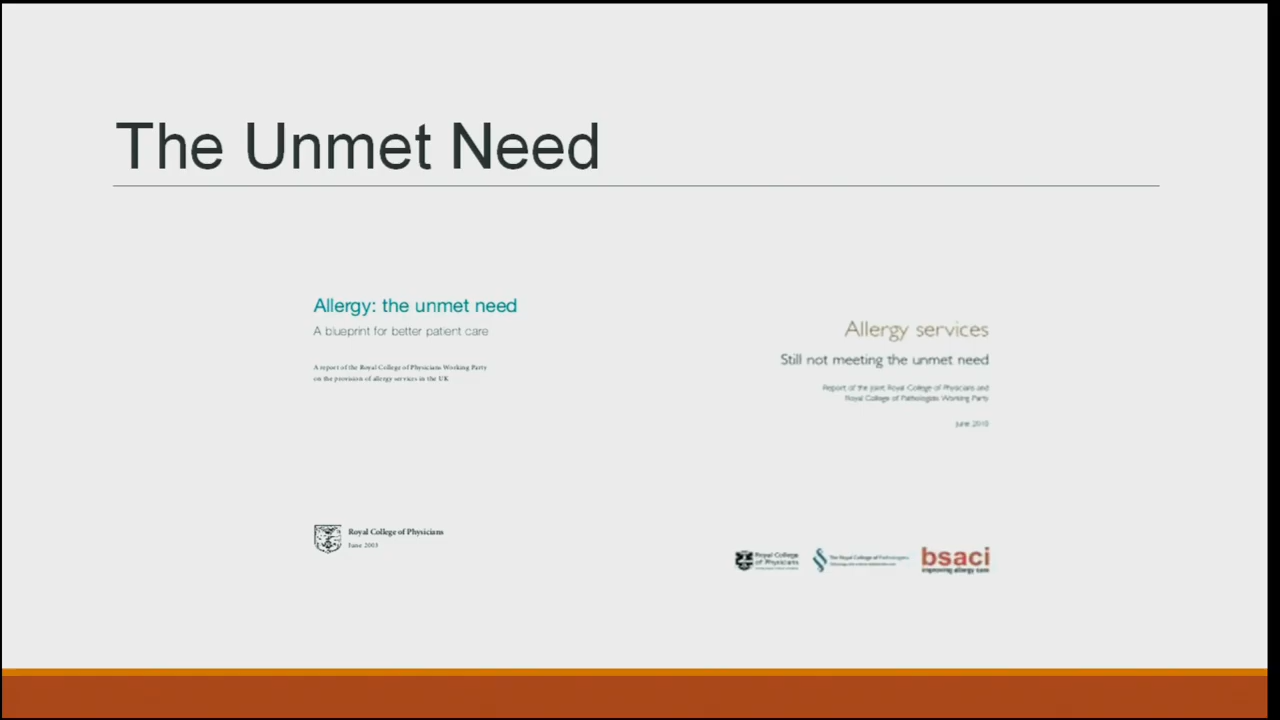 The Unmet Need
Allergy: the unmet need
A blueprint for better patient care
A report of the Royal College of Physicians Working Party
on the provision of allergy services in the UK
Royal College of Physicians
June 2003
Allergy services
Still not meeting the unmet need
Report of the Joint Royal College of Physicians and
Royal College of Pathologists Working Party
June 2010
Royal College
of Physicians
The Royal College of Pathologists
bsaci
improving allergy care